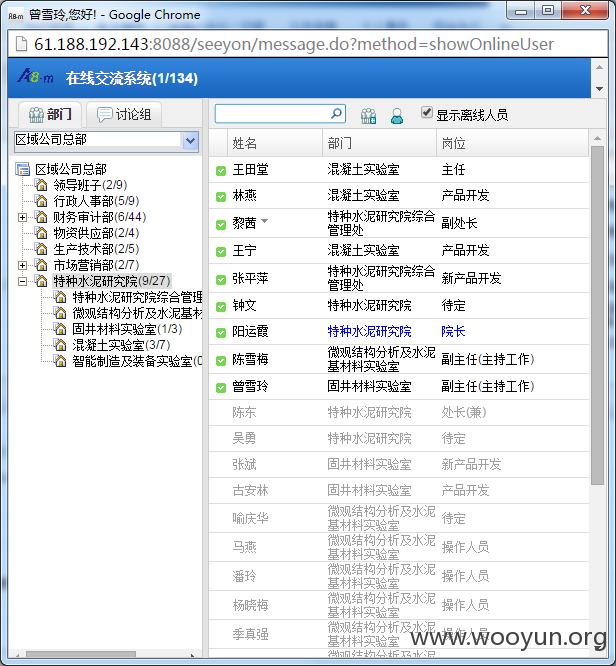 曾雪玲,您好! - Google Chrome
61.188.192.143:8088/seeyon/message.do?method=showOnlineUser
A8-m 在线交流系统(1/134)
部门 讨论组
显示离线人员
区域公司总部
区域公司总部
领导班子(2/9)
行政人事部(5/9)
财务审计部(6/44)
物资供应部(2/4)
生产技术部(2/5)
市场营销部(2/7)
特种水泥研究院(9/27)
特种水泥研究院综合管理
微观结构分析及水泥基材
固井材料实验室(1/3)
混凝土实验室(3/7)
智能制造及装备实验室(0
姓名 部门 岗位
王田堂 混凝土实验室 主任
林燕 混凝土实验室 产品开发
黎茜 特种水泥研究院综合管理处 副处长
王宁 混凝土实验室 产品开发
张平萍 特种水泥研究院综合管理处 新产品开发
钟文 特种水泥研究院 待定
阳运霞 特种水泥研究院 院长
陈雪梅 微观结构分析及水泥基材料实验室 副主任(主持工作)
曾雪玲 固井材料实验室 副主任(主持工作)
陈东 特种水泥研究院 处长(兼)
吴勇 特种水泥研究院 待定
张斌 固井材料实验室 新产品开发
古安林 固井材料实验室 产品开发
喻庆华 微观结构分析及水泥基材料实验室 待定
马燕 微观结构分析及水泥基材料实验室 操作人员
潘玲 微观结构分析及水泥基材料实验室 操作人员
杨晓梅 微观结构分析及水泥基材料实验室 操作人员
季真强 微观结构分析及水泥基材料实验室 操作人员
www.wooyun.org